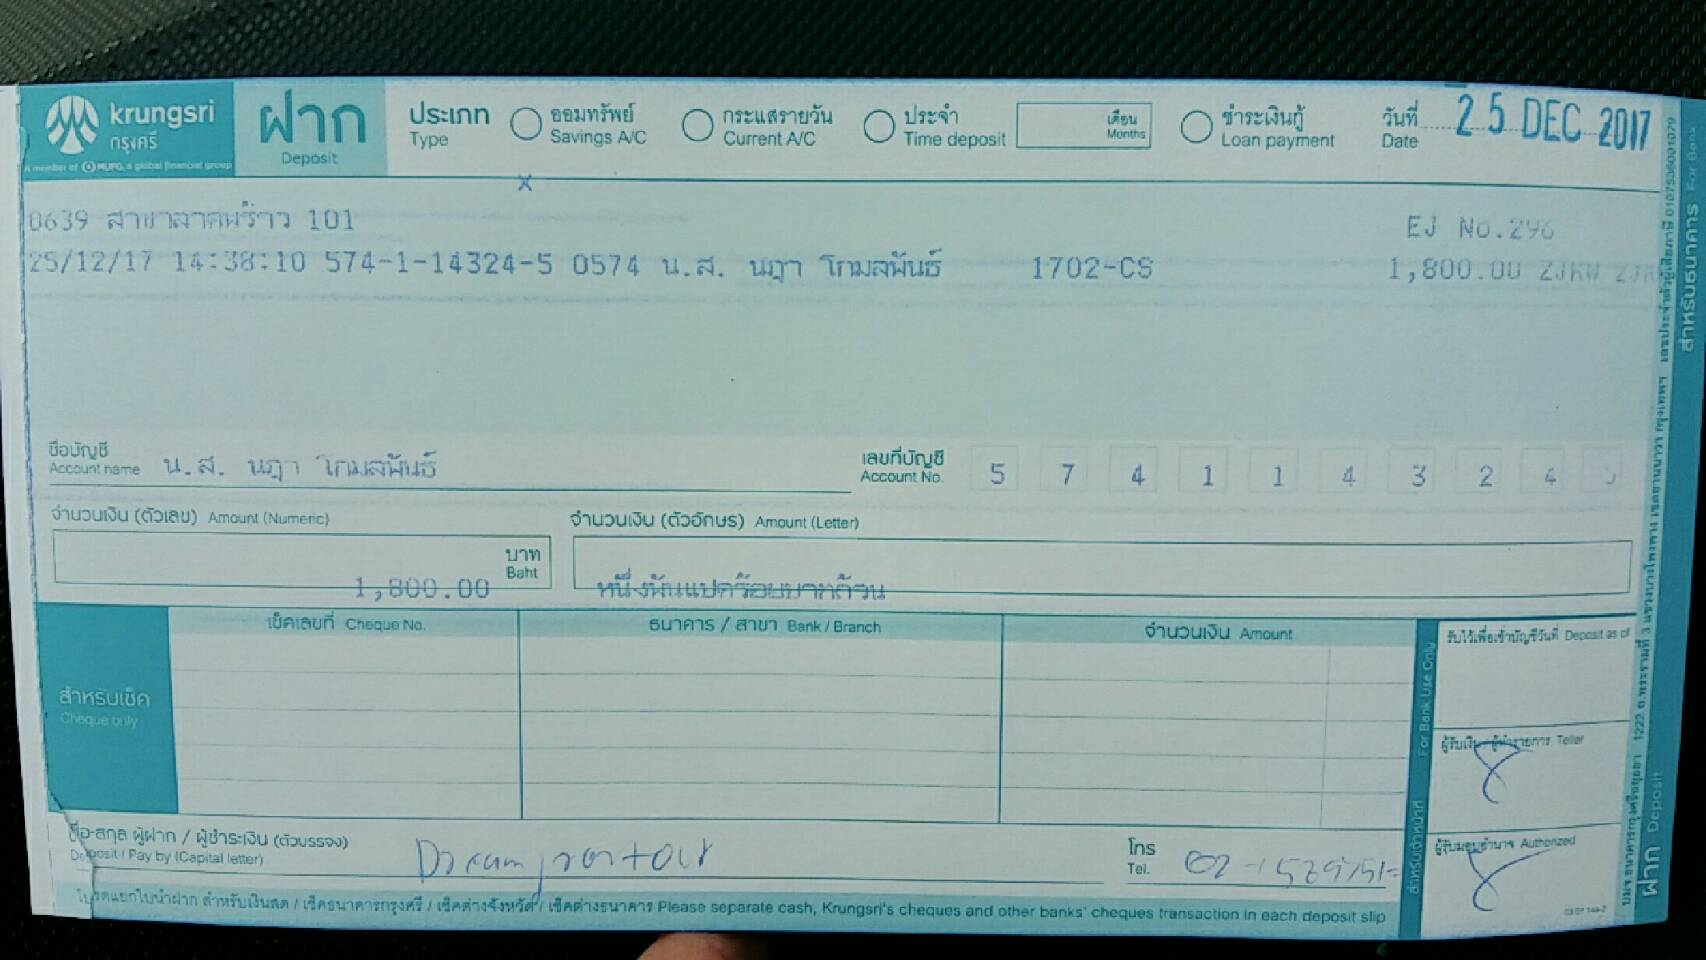 krungsri
กรุงศรี
A member of MUFG, a global financial group
ฝาก
Deposit
ประเภท
Type
ออมทรัพย์
Savings A/C
กระแสรายวัน
Current A/C
ประจำ
Time deposit
เดือน
Months
ชำระเงินกู้
Loan payment
วันที่
Date
25 DEC 2017
x
0639 สาขาลาดพร้าว 101
EJ No.296
25/12/17 14:38:10 574-1-14324-5 0574 น.ส. นฎา โกมลพันธ์ 1702-CS 1,800.00 ZJKW
ชื่อบัญชี
Account name น.ส. นฎา โกมลพันธ์
เลขที่บัญชี
Account No. 5 7 4 1 1 4 3 2 4
จำนวนเงิน (ตัวเลข) Amount (Numeric)
จำนวนเงิน (ตัวอักษร) Amount (Letter)
บาท
Baht
1,800.00
หนึ่งพันแปดร้อยบาทถ้วน
เช็คเลขที่ Cheque No.
ธนาคาร / สาขา Bank / Branch
จำนวนเงิน Amount
สำหรับเช็ค
Cheque only
สำหรับเจ้าหน้าที่ For Bank Use Only
รับไว้เพื่อเข้าบัญชีวันที่ Deposit as of
ผู้รับเงิน / ผู้ทำรายการ Teller
ผู้รับมอบอำนาจ Authorized
ชื่อ-สกุล ผู้ฝาก / ผู้ชำระเงิน (ตัวบรรจง)
Deposit / Pay by (Capital letter)
โทร
Tel. 02
โปรดแยกใบนำฝาก สำหรับเงินสด / เช็คธนาคารกรุงศรี / เช็คต่างจังหวัด / เช็คต่างธนาคาร Please separate cash, Krungsri's cheques and other banks' cheques transaction in each deposit slip
สำหรับธนาคาร For Bank
ฝาก Deposit